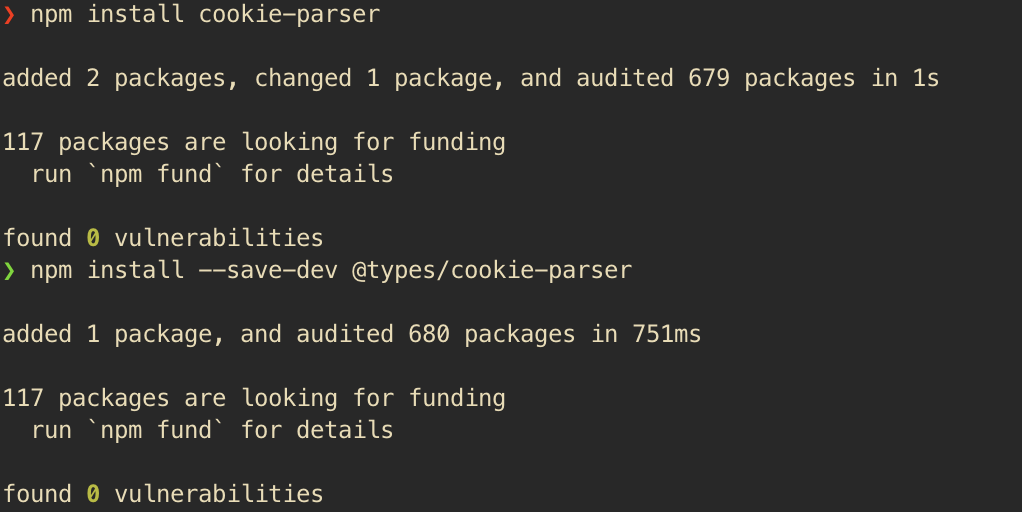 ❯ npm install cookie-parser
added 2 packages, changed 1 package, and audited 679 packages in 1s
117 packages are looking for funding
run `npm fund` for details
found 0 vulnerabilities
❯ npm install --save-dev @types/cookie-parser
added 1 package, and audited 680 packages in 751ms
117 packages are looking for funding
run `npm fund` for details
found 0 vulnerabilities